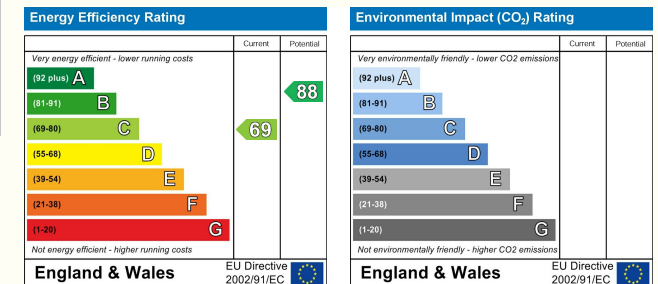 Energy Efficiency Rating
Current Potential
Very energy efficient - lower running costs
(92 plus) A
(81-91) B
(69-80) C
(55-68) D
(39-54) E
(21-38) F
(1-20) G
88
69
Not energy efficient - higher running costs
England & Wales
EU Directive
2002/91/EC
Environmental Impact (CO₂) Rating
Current Potential
Very environmentally friendly - lower CO2 emissions
(92 plus) A
(81-91) B
(69-80) C
(55-68) D
(39-54) E
(21-38) F
(1-20) G
Not environmentally friendly - higher CO2 emissions
England & Wales
EU Directive
2002/91/EC